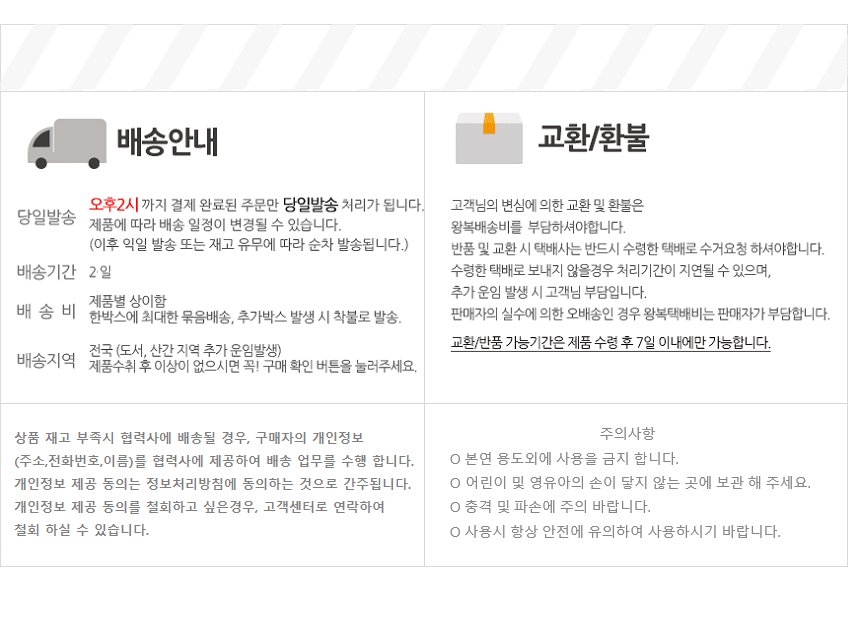 배송안내
당일발송 오후2시 까지 결제 완료된 주문만 당일발송 처리가 됩니다.
제품에 따라 배송 일정이 변경될 수 있습니다.
(이후 익일 발송 또는 재고 유무에 따라 순차 발송됩니다.)
배송기간 2 일
배 송 비 제품별 상이함
한박스에 최대한 묶음배송, 추가박스 발생 시 착불로 발송.
배송지역 전국 (도서, 산간 지역 추가 운임발생)
제품수취 후 이상이 없으시면 꼭! 구매 확인 버튼을 눌러주세요.
교환/환불
고객님의 변심에 의한 교환 및 환불은
왕복배송비를 부담하셔야합니다.
반품 및 교환 시 택배사는 반드시 수령한 택배로 수거요청 하셔야합니다.
수령한 택배로 보내지 않을경우 처리기간이 지연될 수 있으며,
추가 운임 발생 시 고객님 부담입니다.
판매자의 실수에 의한 오배송인 경우 왕복택배비는 판매자가 부담합니다.
교환/반품 가능기간은 제품 수령 후 7일 이내에만 가능합니다.
상품 재고 부족시 협력사에 배송될 경우, 구매자의 개인정보
(주소,전화번호,이름)를 협력사에 제공하여 배송 업무를 수행 합니다.
개인정보 제공 동의는 정보처리방침에 동의하는 것으로 간주됩니다.
개인정보 제공 동의를 철회하고 싶은경우, 고객센터로 연락하여
철회 하실 수 있습니다.
주의사항
O 본연 용도외에 사용을 금지 합니다.
O 어린이 및 영유아의 손이 닿지 않는 곳에 보관 해 주세요.
O 충격 및 파손에 주의 바랍니다.
O 사용시 항상 안전에 유의하여 사용하시기 바랍니다.